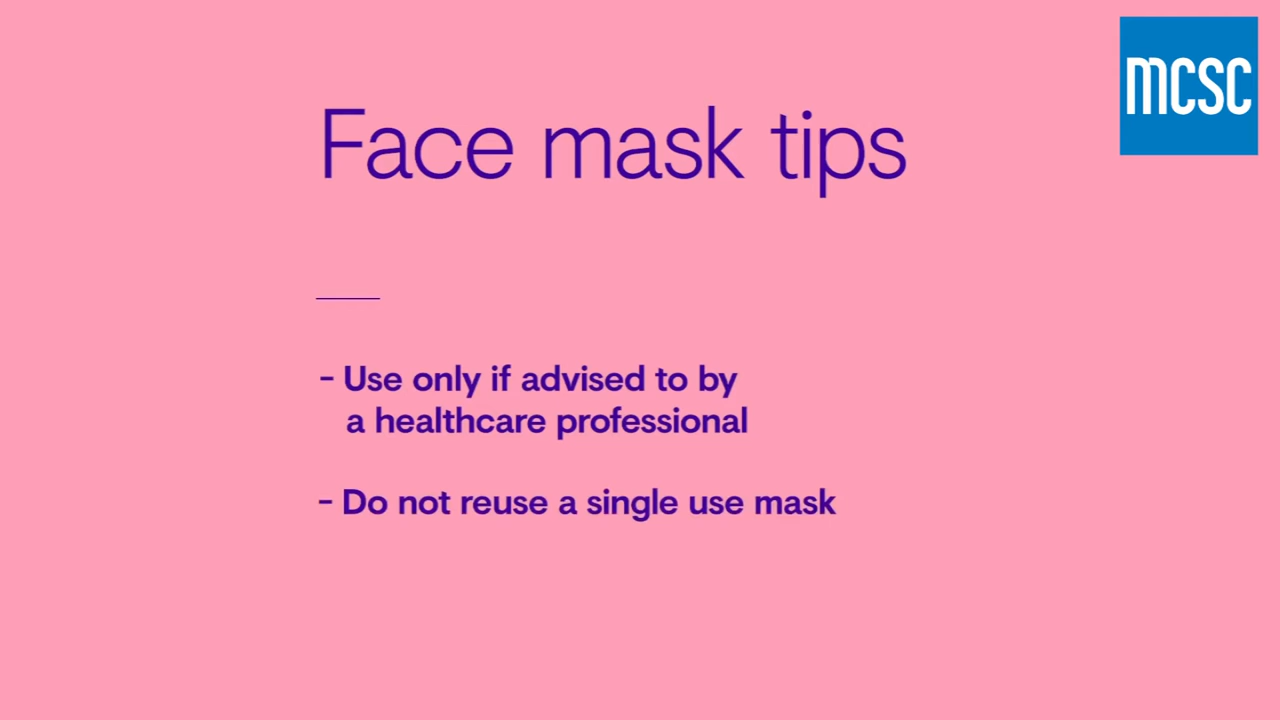 mcsc
Face mask tips
- Use only if advised to by
a healthcare professional
- Do not reuse a single use mask